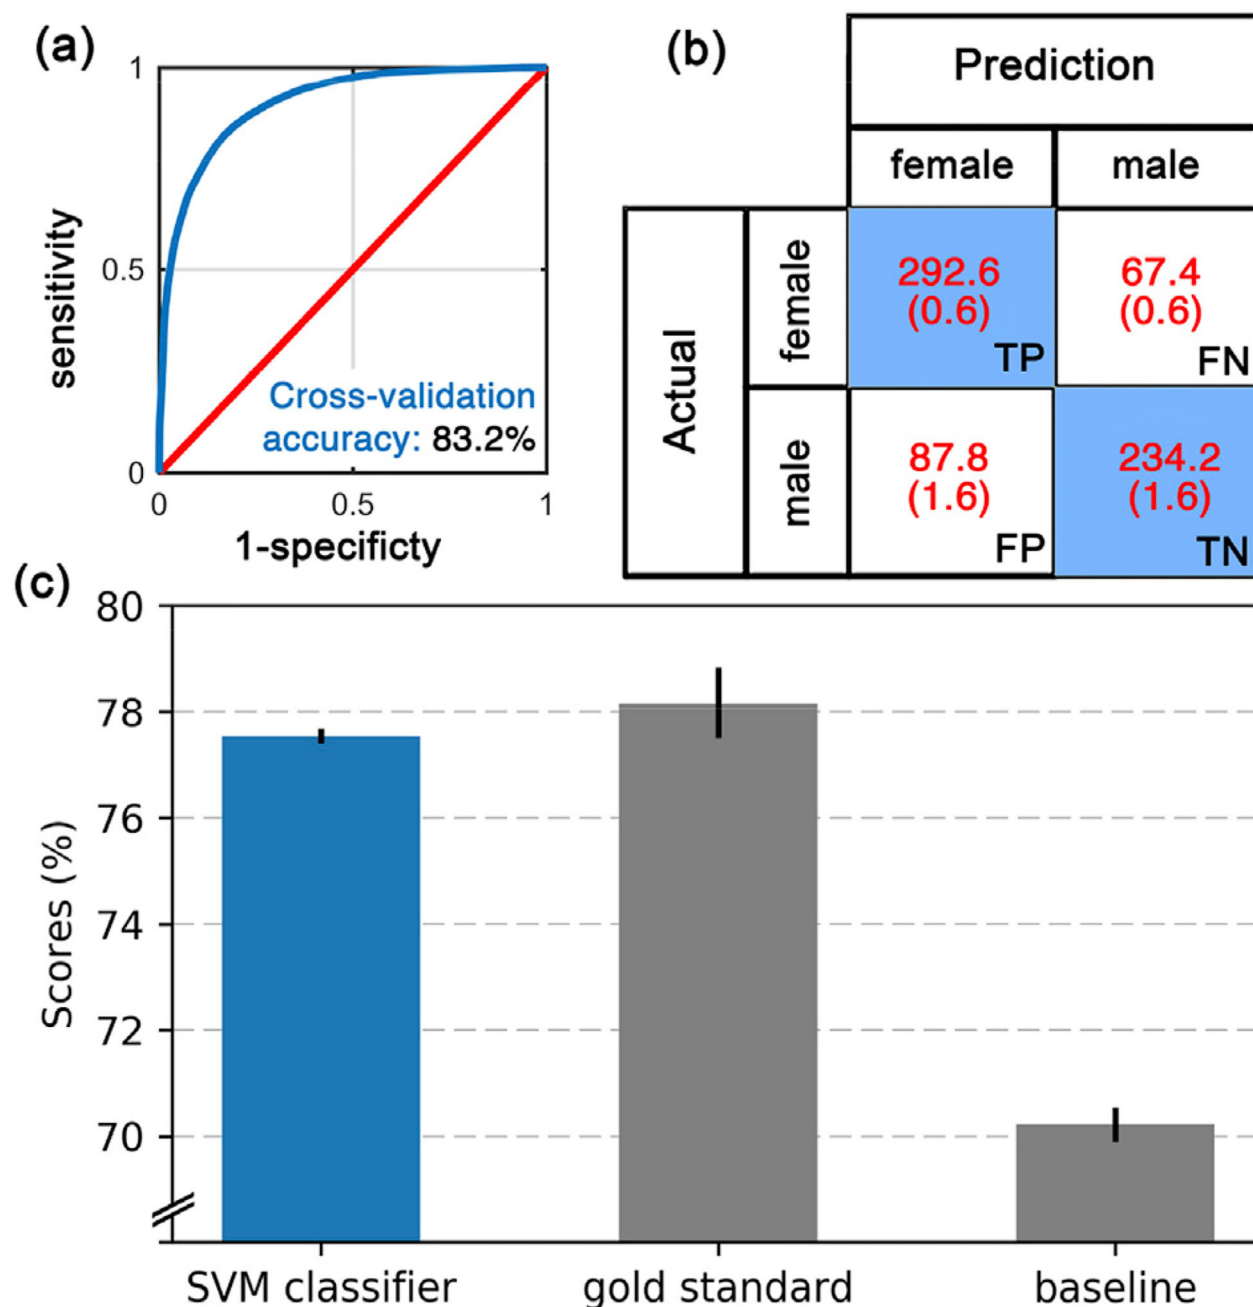 (a)
1
0.5
0
sensitivity
Cross-validation
accuracy: 83.2%
0
0.5
1
1-specificty
(b)
Prediction
female
male
Actual
female
292.6
(0.6)
TP
67.4
(0.6)
FN
male
87.8
(1.6)
FP
234.2
(1.6)
TN
(c)
80
78
76
74
72
70
Scores (%)
SVM classifier
gold standard
baseline